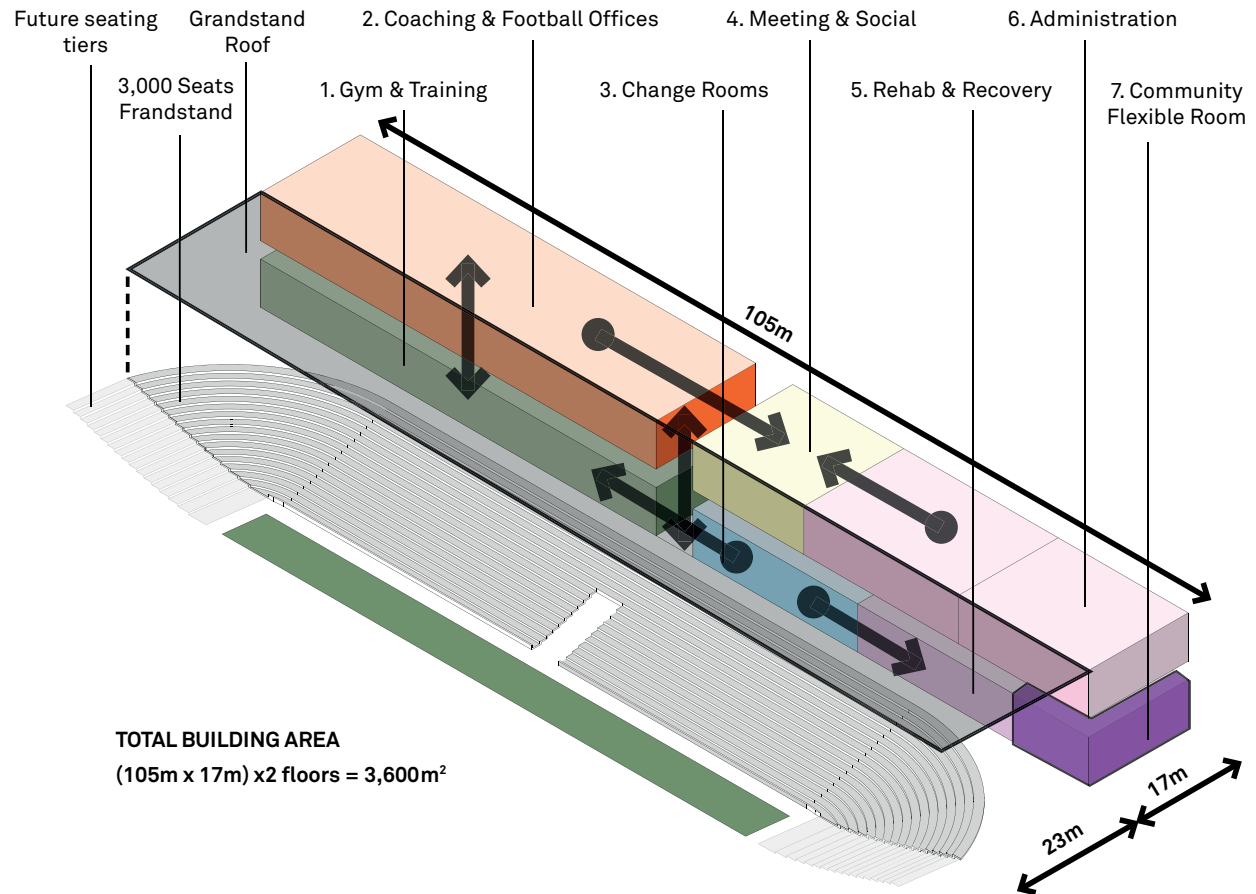 Future seating
tiers
Grandstand
Roof
2. Coaching & Football Offices
4. Meeting & Social
6. Administration
3,000 Seats
Frandstand
1. Gym & Training
3. Change Rooms
5. Rehab & Recovery
7. Community
Flexible Room
105m
TOTAL BUILDING AREA
(105m x 17m) x2 floors = 3,600m²
17m
23m